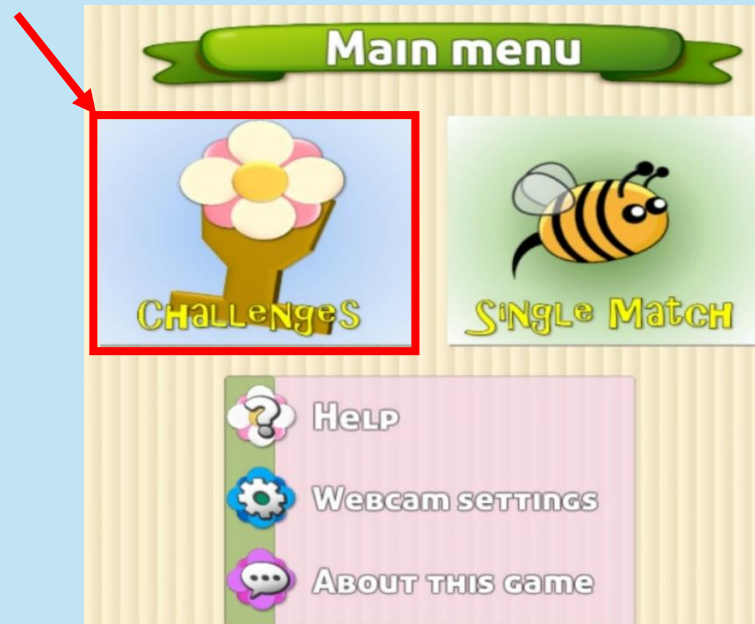 Main menu
Challenges
Single Match
Help
Webcam settings
About this game